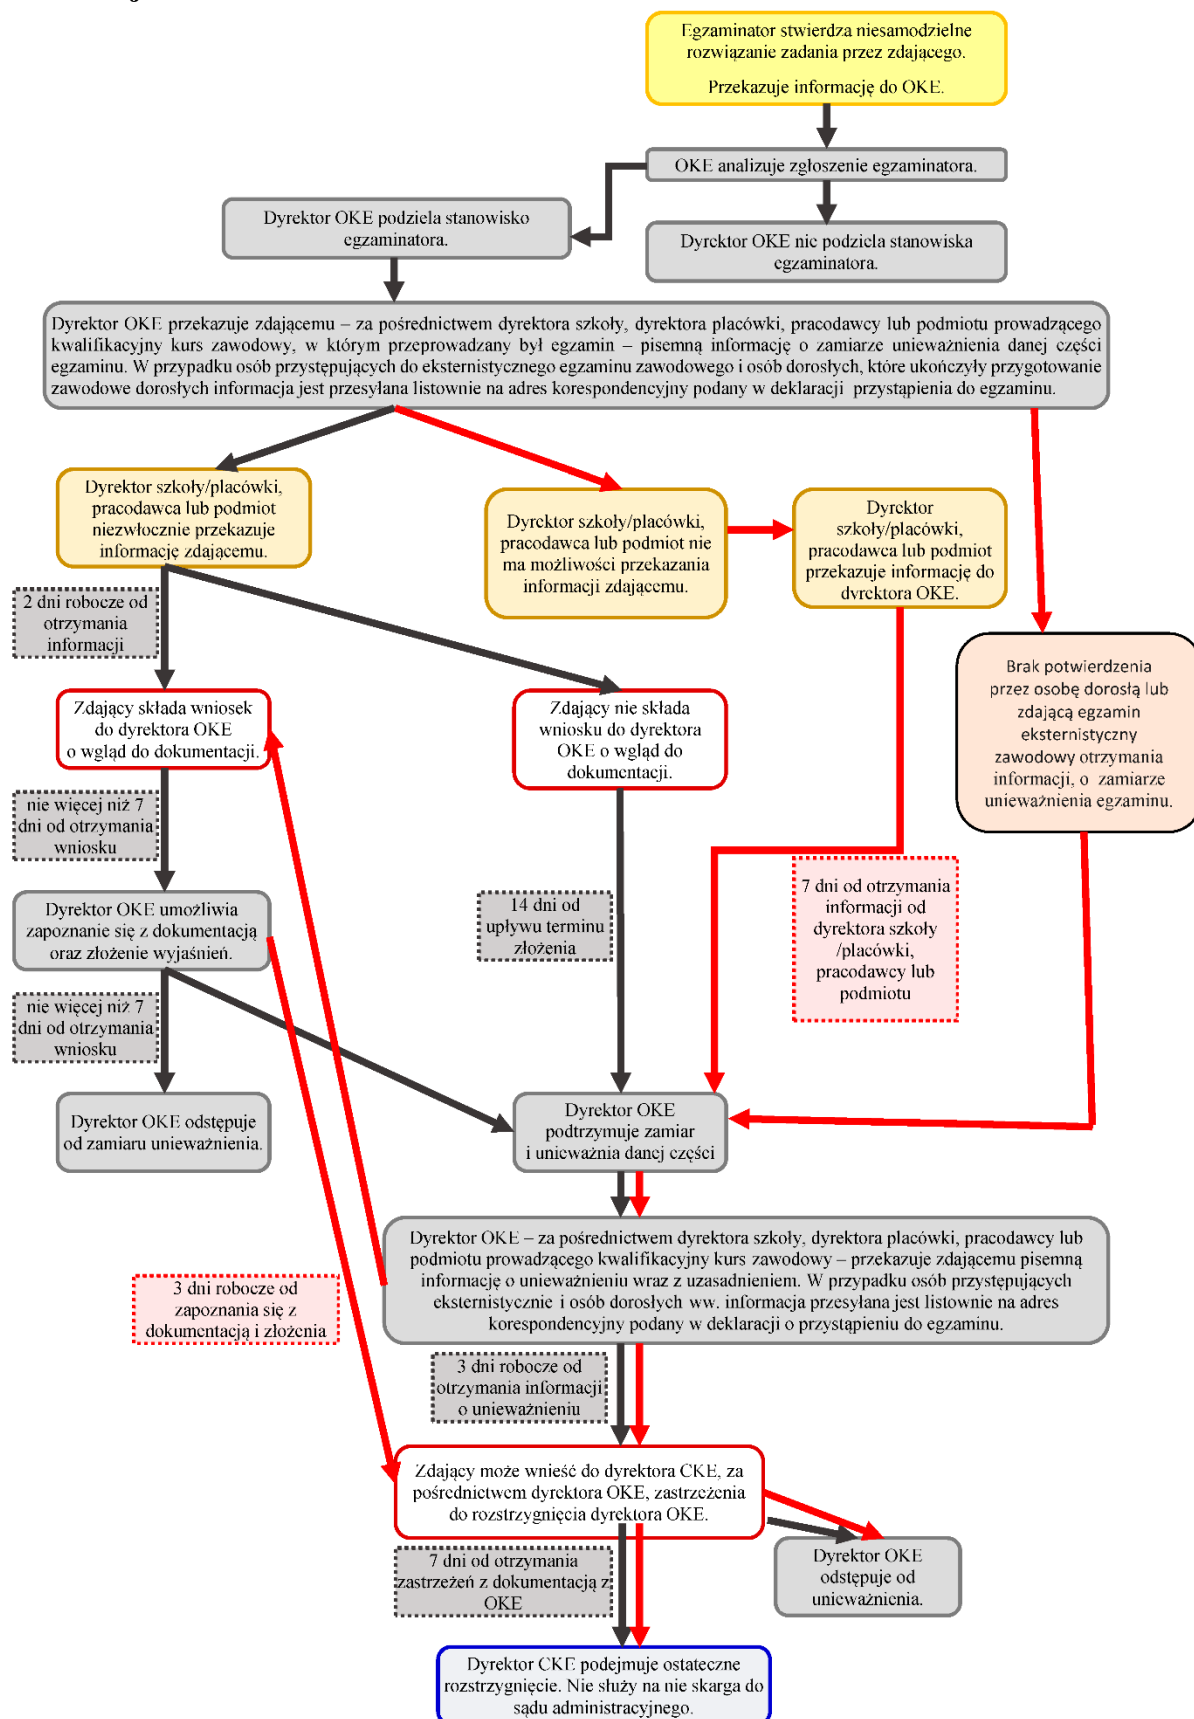 Egzaminator stwierdza niesamodzielne
rozwiązanie zadania przez zdającego.
Przekazuje informację do OKE.
OKE analizuje zgłoszenie egzaminatora.
Dyrektor OKE podziela stanowisko
egzaminatora.
Dyrektor OKE nie podziela stanowiska
egzaminatora.
Dyrektor OKE przekazuje zdającemu – za pośrednictwem dyrektora szkoły, dyrektora placówki, pracodawcy lub podmiotu prowadzącego
kwalifikacyjny kurs zawodowy, w którym przeprowadzany był egzamin – pisemną informację o zamiarze unieważnienia danej części
egzaminu. W przypadku osób przystępujących do eksternistycznego egzaminu zawodowego i osób dorosłych, które ukończyły przygotowanie
zawodowe dorosłych informacja jest przesyłana listownie na adres korespondencyjny podany w deklaracji przystąpienia do egzaminu.
Dyrektor szkoły/placówki,
pracodawca lub podmiot
niezwłocznie przekazuje
informację zdającemu.
Dyrektor szkoły/placówki,
pracodawca lub podmiot nie
ma możliwości przekazania
informacji zdającemu.
Dyrektor
szkoły/placówki,
pracodawca lub podmiot
przekazuje informację do
dyrektora OKE.
2 dni robocze od
otrzymania
informacji
Brak potwierdzenia
przez osobę dorosłą lub
zdającą egzamin
eksternistyczny
zawodowy otrzymania
informacji, o zamiarze
unieważnienia egzaminu.
Zdający składa wniosek
do dyrektora OKE
o wgląd do dokumentacji.
Zdający nie składa
wniosku do dyrektora
OKE o wgląd do
dokumentacji.
nie więcej niż 7
dni od otrzymania
wniosku
7 dni od otrzymania
informacji od
dyrektora szkoły
/placówki,
pracodawcy lub
podmiotu
Dyrektor OKE umożliwia
zapoznanie się z dokumentacją
oraz złożenie wyjaśnień.
14 dni od
upływu terminu
złożenia
nie więcej niż 7
dni od otrzymania
wniosku
Dyrektor OKE odstępuje
od zamiaru unieważnienia.
Dyrektor OKE
podtrzymuje zamiar
i unieważnia danej części
Dyrektor OKE – za pośrednictwem dyrektora szkoły, dyrektora placówki, pracodawcy lub
podmiotu prowadzącego kwalifikacyjny kurs zawodowy – przekazuje zdającemu pisemną
informację o unieważnieniu wraz z uzasadnieniem. W przypadku osób przystępujących
eksternistycznie i osób dorosłych ww. informacja przesyłana jest listownie na adres
korespondencyjny podany w deklaracji o przystąpieniu do egzaminu.
3 dni robocze od
zapoznania się z
dokumentacją i złożenia
3 dni robocze od
otrzymania informacji
o unieważnieniu
Zdający może wnieść do dyrektora CKE, za
pośrednictwem dyrektora OKE, zastrzeżenia
do rozstrzygnięcia dyrektora OKE.
7 dni od otrzymania
zastrzeżeń z dokumentacją z
OKE
Dyrektor OKE
odstępuje od
unieważnienia.
Dyrektor CKE podejmuje ostateczne
rozstrzygnięcie. Nie służy na nie skarga do
sądu administracyjnego.